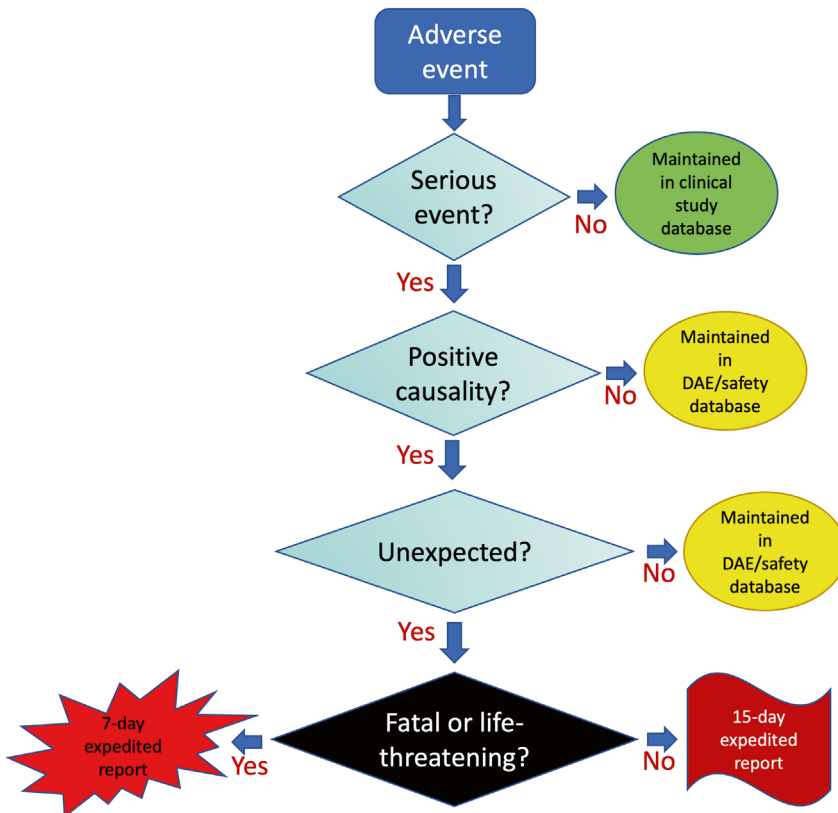 Adverse
event
Serious
event?
No
Maintained
in clinical
study
database
Yes
Positive
causality?
No
Maintained
in
DAE/safety
database
Yes
Unexpected?
No
Maintained
in
DAE/safety
database
Yes
Fatal or life-
threatening?
Yes
7-day
expedited
report
No
15-day
expedited
report